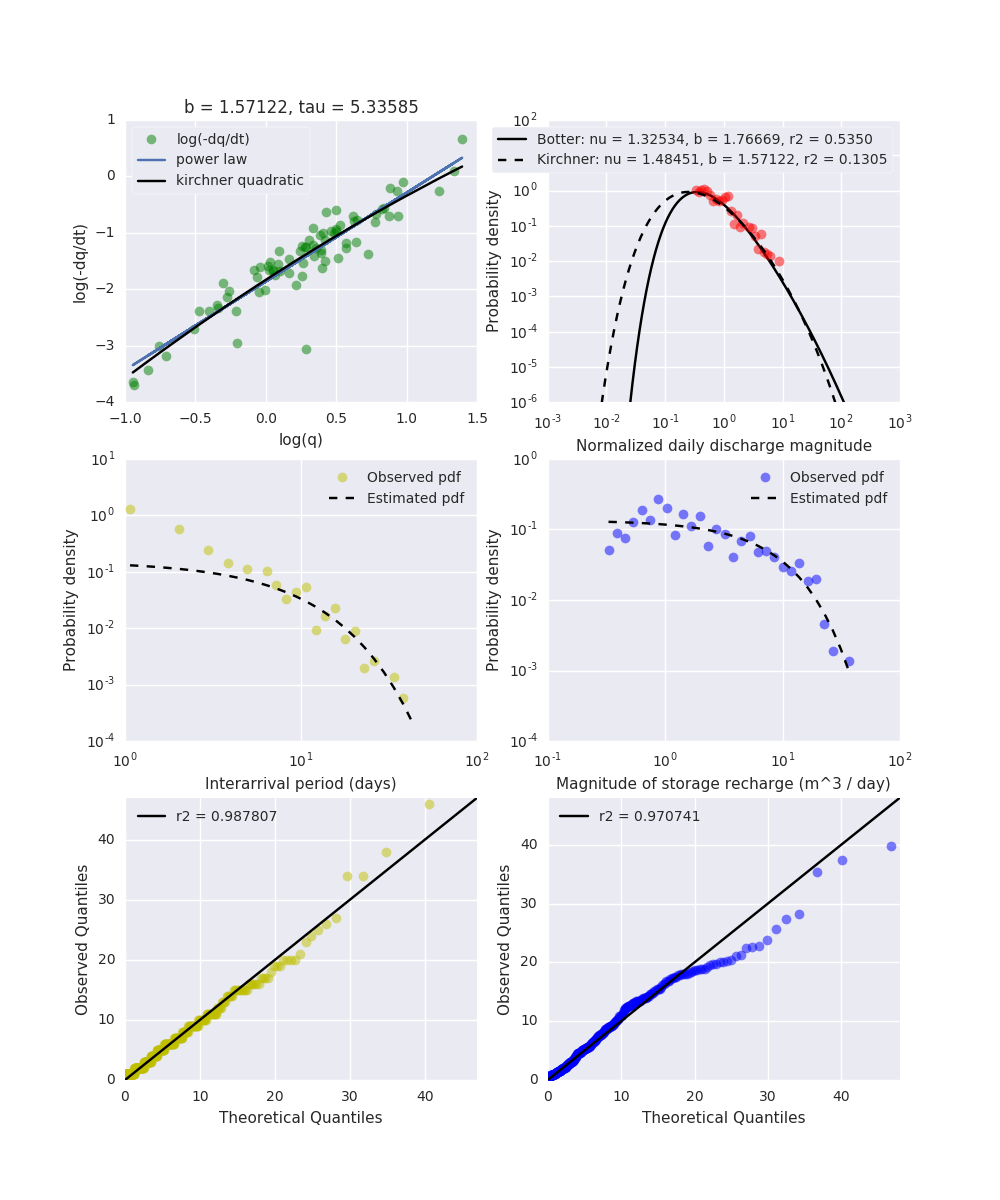 b = 1.57122, tau = 5.33585
log(-dq/dt)
power law
kirchner quadratic
1
0
−1
−2
−3
−4
log(-dq/dt)
−1.0 −0.5 0.0 0.5 1.0 1.5
log(q)
Botter: nu = 1.32534, b = 1.76669, r2 = 0.5350
Kirchner: nu = 1.48451, b = 1.57122, r2 = 0.1305
10^2
10^0
10^-1
10^-2
10^-3
10^-4
10^-5
10^-6
Probability density
10^-3 10^-2 10^-1 10^0 10^1 10^2 10^3
Normalized daily discharge magnitude
Observed pdf
Estimated pdf
10^1
10^0
10^-1
10^-2
10^-3
10^-4
Probability density
10^0 10^1 10^2
Interarrival period (days)
Observed pdf
Estimated pdf
10^0
10^-1
10^-2
10^-3
10^-4
Probability density
10^-1 10^0 10^1 10^2
Magnitude of storage recharge (m^3 / day)
r2 = 0.987807
40
30
20
10
0
Observed Quantiles
0 10 20 30 40
Theoretical Quantiles
r2 = 0.970741
40
30
20
10
0
Observed Quantiles
0 10 20 30 40
Theoretical Quantiles